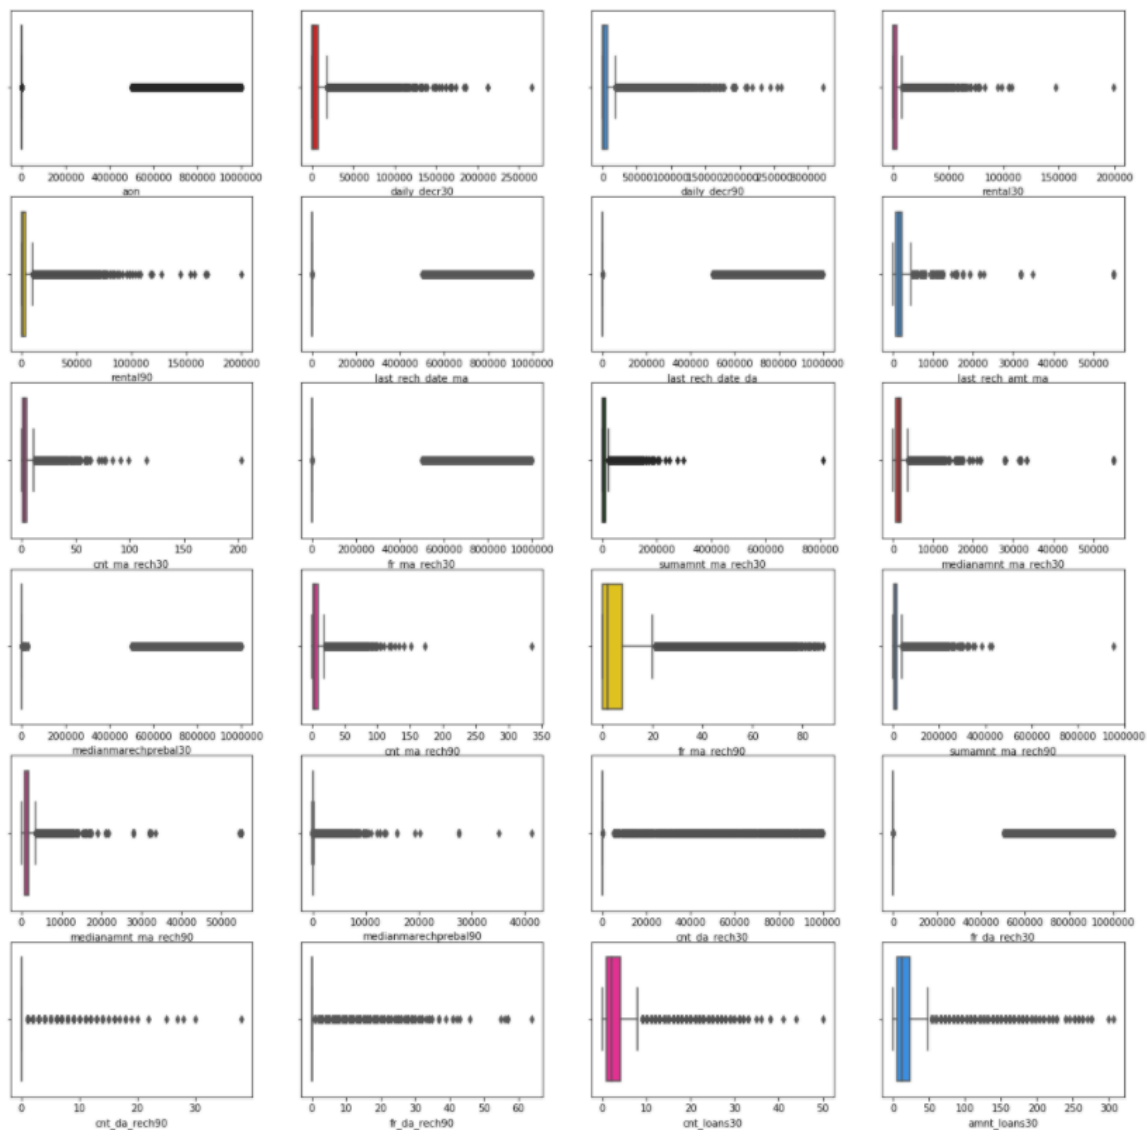 0 200000 400000 600000 800000 1000000
aon
0 50000 100000 150000 200000 250000
daily_decr30
0 50000 100000 150000 200000 250000 300000
daily_decr90
0 50000 100000 150000 200000
rental30
0 50000 100000 150000 200000
rental90
0 200000 400000 600000 800000 1000000
last_rech_date_ma
0 200000 400000 600000 800000 1000000
last_rech_date_da
0 10000 20000 30000 40000 50000
last_rech_amt_ma
0 50 100 150 200
cnt_ma_rech30
0 200000 400000 600000 800000 1000000
fr_ma_rech30
0 200000 400000 600000 800000
sumamnt_ma_rech30
0 10000 20000 30000 40000 50000
medianamnt_ma_rech30
0 200000 400000 600000 800000 1000000
medianmarechprebal30
0 50 100 150 200 250 300 350
cnt_ma_rech90
0 20 40 60 80
fr_ma_rech90
0 200000 400000 600000 800000 1000000
sumamnt_ma_rech90
0 10000 20000 30000 40000 50000
medianamnt_ma_rech90
0 10000 20000 30000 40000
medianmarechprebal90
0 20000 40000 60000 80000 100000
cnt_da_rech30
0 200000 400000 600000 800000 1000000
fr_da_rech30
0 10 20 30
cnt_da_rech90
0 10 20 30 40 50 60
fr_da_rech90
0 10 20 30 40 50
cnt_loans30
0 50 100 150 200 250 300
amnt_loans30